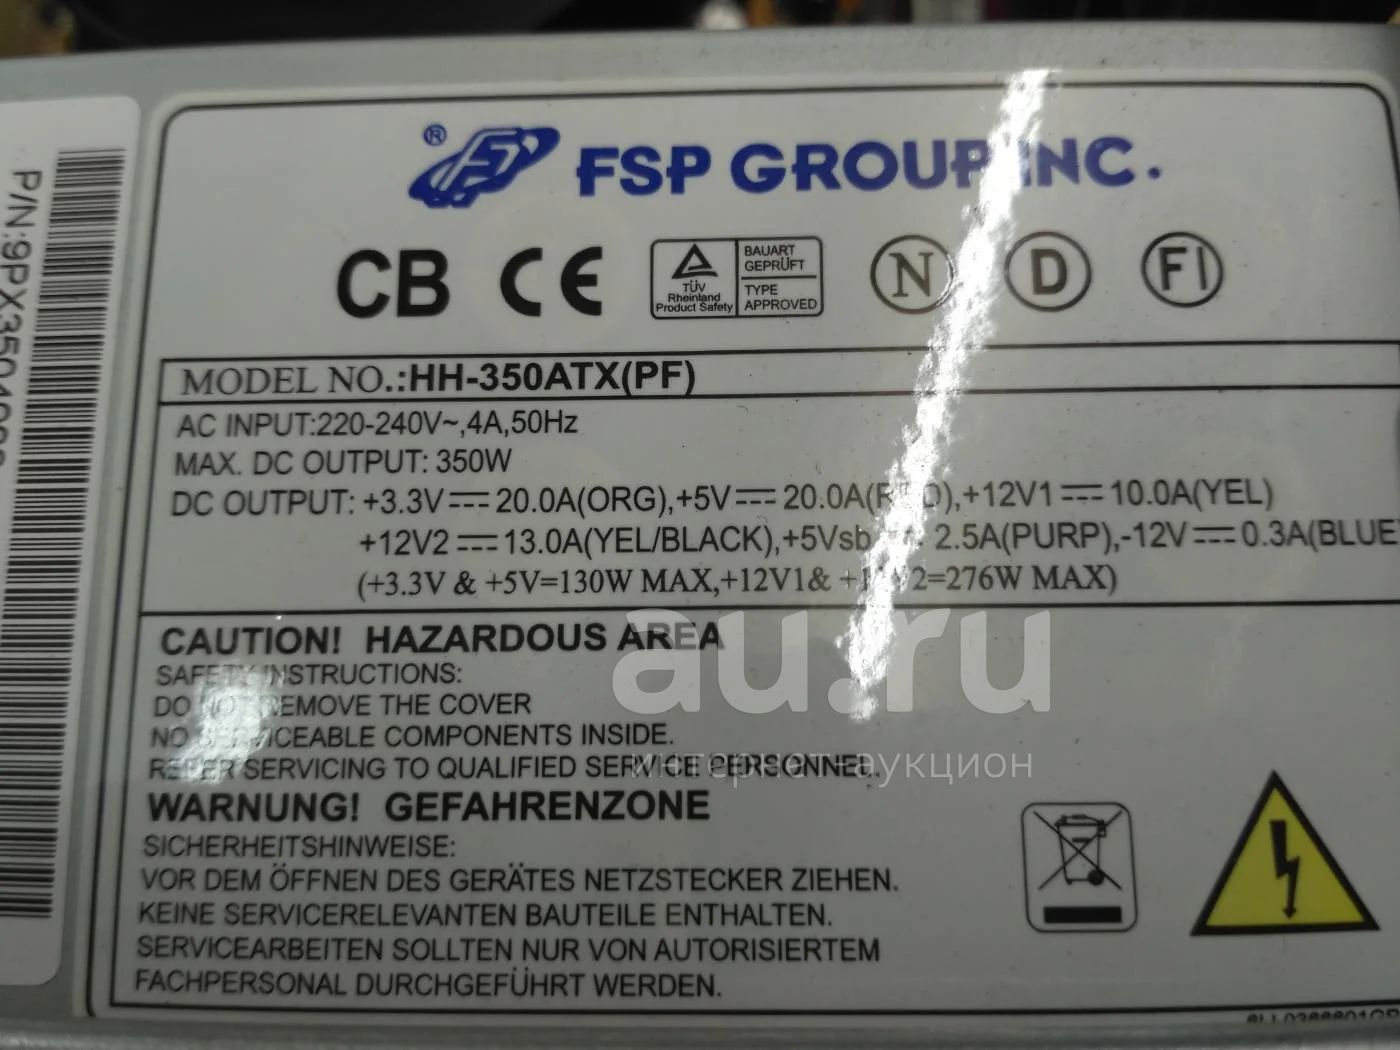 ® FSP GROUP INC.
CB CE
TÜV
Rheinland
Product Safety
BAUART
GEPRÜFT
TYPE
APPROVED
N D FI
MODEL NO.:HH-350ATX(PF)
AC INPUT:220-240V~,4A,50Hz
MAX. DC OUTPUT: 350W
DC OUTPUT: +3.3V⎓20.0A(ORG),+5V⎓20.0A(RED),+12V1⎓10.0A(YEL)
+12V2⎓13.0A(YEL/BLACK),+5Vsb⎓2.5A(PURP),-12V⎓0.3A(BLUE
(+3.3V & +5V=130W MAX,+12V1& +12V2=276W MAX)
CAUTION! HAZARDOUS AREA
SAFETY INSTRUCTIONS:
DO NOT REMOVE THE COVER
NO SERVICEABLE COMPONENTS INSIDE.
REFER SERVICING TO QUALIFIED SERVICE PERSONNEL.
WARNUNG! GEFAHRENZONE
SICHERHEITSHINWEISE:
VOR DEM ÖFFNEN DES GERÄTES NETZSTECKER ZIEHEN.
KEINE SERVICERELEVANTEN BAUTEILE ENTHALTEN.
SERVICEARBEITEN SOLLTEN NUR VON AUTORISIERTEM
FACHPERSONAL DURCHGEFÜHRT WERDEN.
au.ru
интернет-аукцион